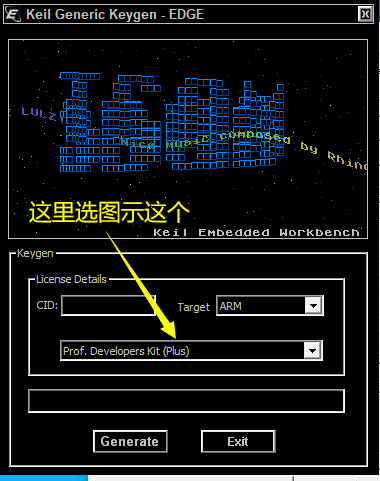 Keil Generic Keygen - EDGE
LULZ!
Nice music composed by Rhino
这里选图示这个
Keil Embedded Workbench
Keygen
License Details
CID:
Target
ARM
Prof. Developers Kit (Plus)
Generate
Exit